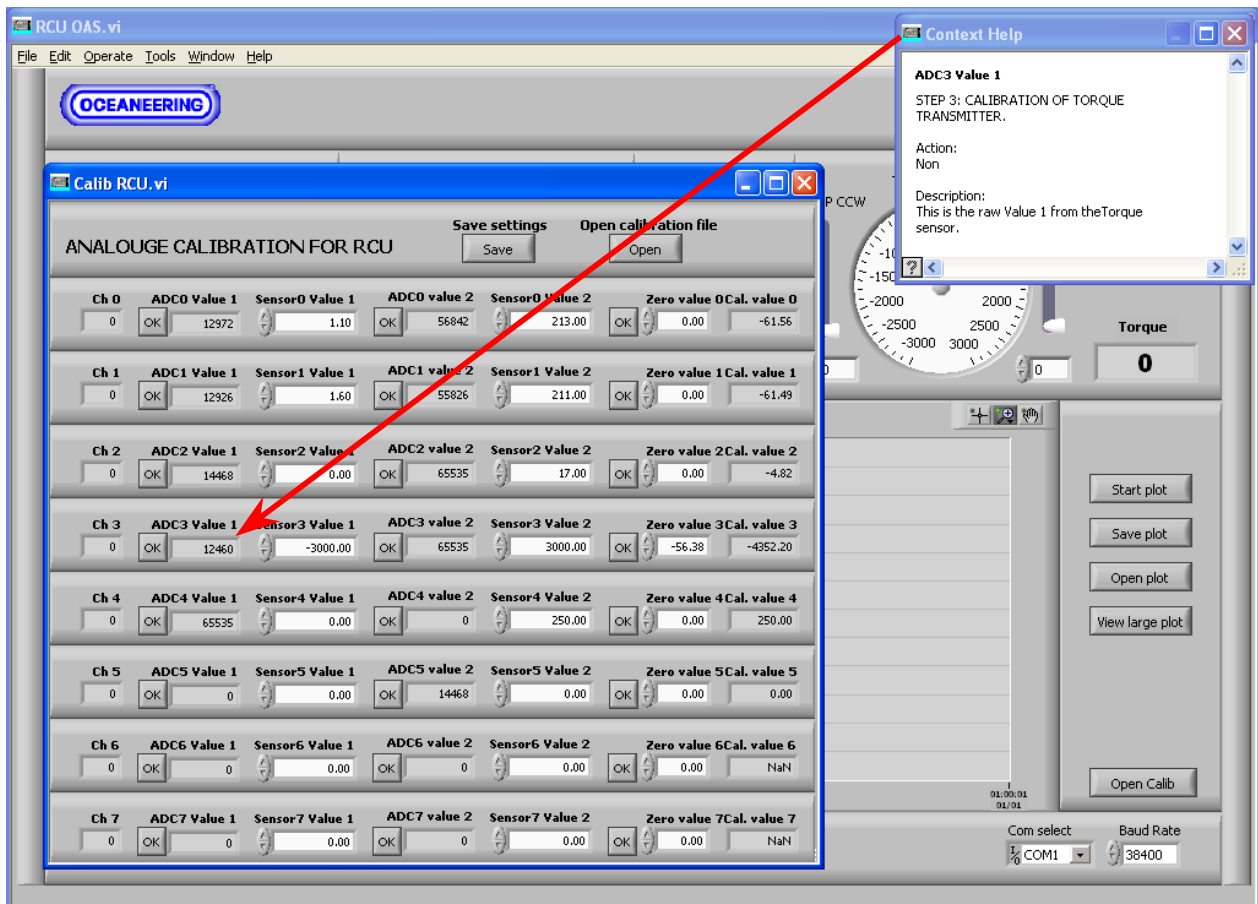 RCU OAS.vi
File Edit Operate Tools Window Help
OCEANEERING
Context Help
ADC3 Value 1
STEP 3: CALIBRATION OF TORQUE
TRANSMITTER.
Action:
Non
Description:
This is the raw Value 1 from theTorque
sensor.
?
Calib RCU.vi
ANALOUGE CALIBRATION FOR RCU
Save settings Open calibration file
Save Open
Ch 0 ADC0 Value 1 Sensor0 Value 1 ADC0 value 2 Sensor0 Value 2 Zero value 0 Cal. value 0
0 OK 12972 1.10 OK 56842 213.00 OK 0.00 -61.56
Ch 1 ADC1 Value 1 Sensor1 Value 1 ADC1 value 2 Sensor1 Value 2 Zero value 1 Cal. value 1
0 OK 12926 1.60 OK 55826 211.00 OK 0.00 -61.49
Ch 2 ADC2 Value 1 Sensor2 Value 1 ADC2 value 2 Sensor2 Value 2 Zero value 2 Cal. value 2
0 OK 14468 0.00 OK 65535 17.00 OK 0.00 -4.82
Ch 3 ADC3 Value 1 Sensor3 Value 1 ADC3 value 2 Sensor3 Value 2 Zero value 3 Cal. value 3
0 OK 12460 -3000.00 OK 65535 3000.00 OK -56.38 -4352.20
Ch 4 ADC4 Value 1 Sensor4 Value 1 ADC4 value 2 Sensor4 Value 2 Zero value 4 Cal. value 4
0 OK 65535 0.00 OK 0 250.00 OK 0.00 250.00
Ch 5 ADC5 Value 1 Sensor5 Value 1 ADC5 value 2 Sensor5 Value 2 Zero value 5 Cal. value 5
0 OK 0 0.00 OK 14468 0.00 OK 0.00 0.00
Ch 6 ADC6 Value 1 Sensor6 Value 1 ADC6 value 2 Sensor6 Value 2 Zero value 6 Cal. value 6
0 OK 0 0.00 OK 0 0.00 OK 0.00 NaN
Ch 7 ADC7 Value 1 Sensor7 Value 1 ADC7 value 2 Sensor7 Value 2 Zero value 7 Cal. value 7
0 OK 0 0.00 OK 0 0.00 OK 0.00 NaN
P CCW
-2000 2000
-2500 2500
-3000 3000
0
Torque
0
Start plot
Save plot
Open plot
View large plot
01:00:01
01/01
Open Calib
Com select Baud Rate
COM1 38400